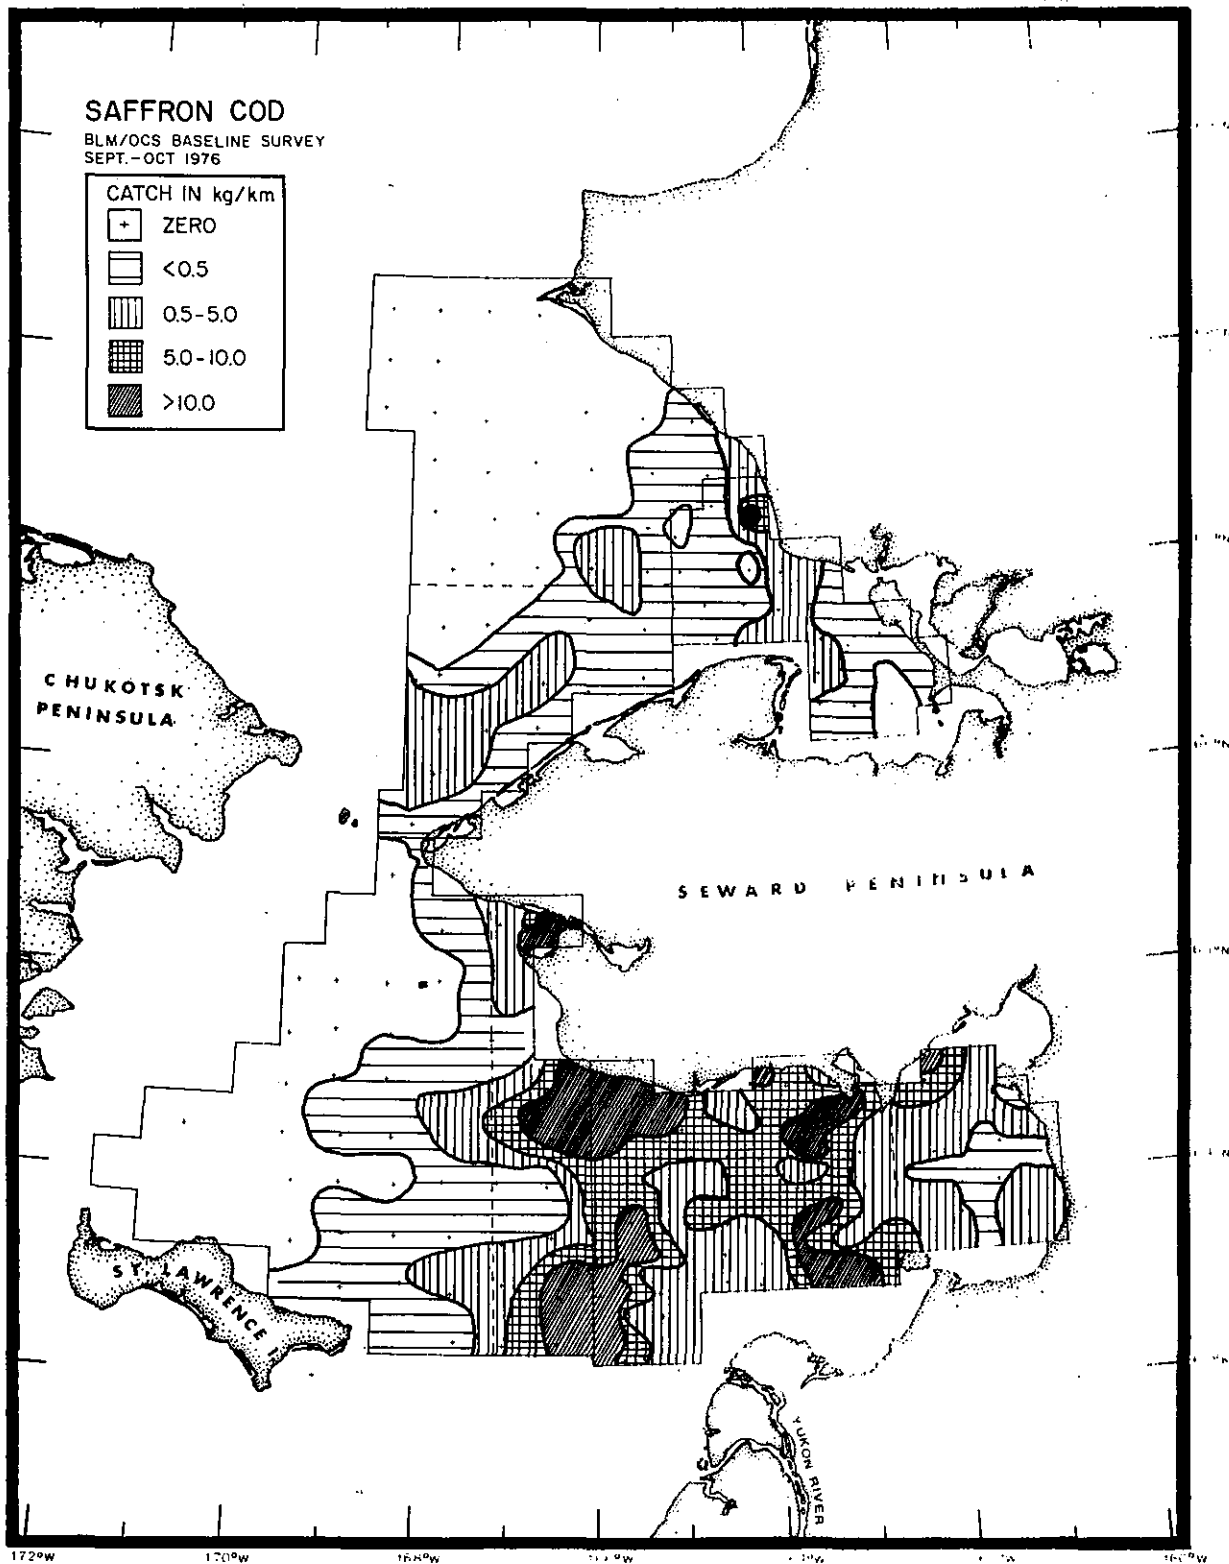 SAFFRON COD
BLM/OCS BASELINE SURVEY
SEPT.-OCT 1976
CATCH IN kg/km
+ ZERO
<0.5
0.5-5.0
5.0-10.0
>10.0
CHUKOTSK
PENINSULA
SEWARD PENINSULA
ST. LAWRENCE I.
YUKON RIVER
172°W 170°W 168°W